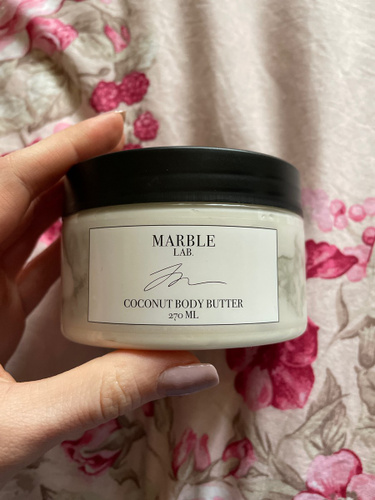 MARBLE
LAB.
COCONUT BODY BUTTER
270 ML